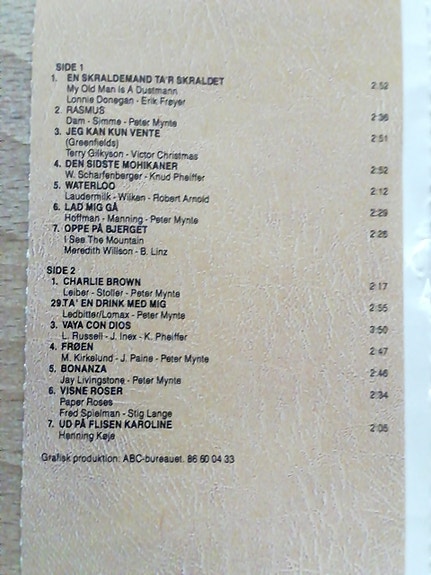 SIDE 1
1. EN SKRALDEMAND TA'R SKRALDET
My Old Man Is A Dustmann 2:52
Lonnie Donegan - Erik Frøyer
2. RASMUS
Dam - Simme - Peter Mynte 2:36
3. JEG KAN KUN VENTE
(Greenfields) 2:51
Terry Gilkyson - Victor Christmas
4. DEN SIDSTE MOHIKANER
W. Scharfenberger - Knud Pheiffer 2:52
5. WATERLOO
Laudermilk - Wilken - Robert Arnold 2:12
6. LAD MIG GÅ
Hoffman - Manning - Peter Mynte 2:29
7. OPPE PÅ BJERGET
I See The Mountain 2:28
Meredith Willson - B. Linz
SIDE 2
1. CHARLIE BROWN
Leiber - Stoller - Peter Mynte 2:17
29.TA' EN DRINK MED MIG
Ledbitter/Lomax - Peter Mynte 2:55
3. VAYA CON DIOS
L. Russell - J. Inex - K. Pheiffer 3:50
4. FRØEN
M. Kirkelund - J. Paine - Peter Mynte 2:47
5. BONANZA
Jay Livingstone - Peter Mynte 2:46
6. VISNE ROSER
Paper Roses 2:34
Fred Spielman - Stig Lange
7. UD PÅ FLISEN KAROLINE
Henning Køje 2:05
Grafisk produktion: ABC-bureauet. 86 60 04 33